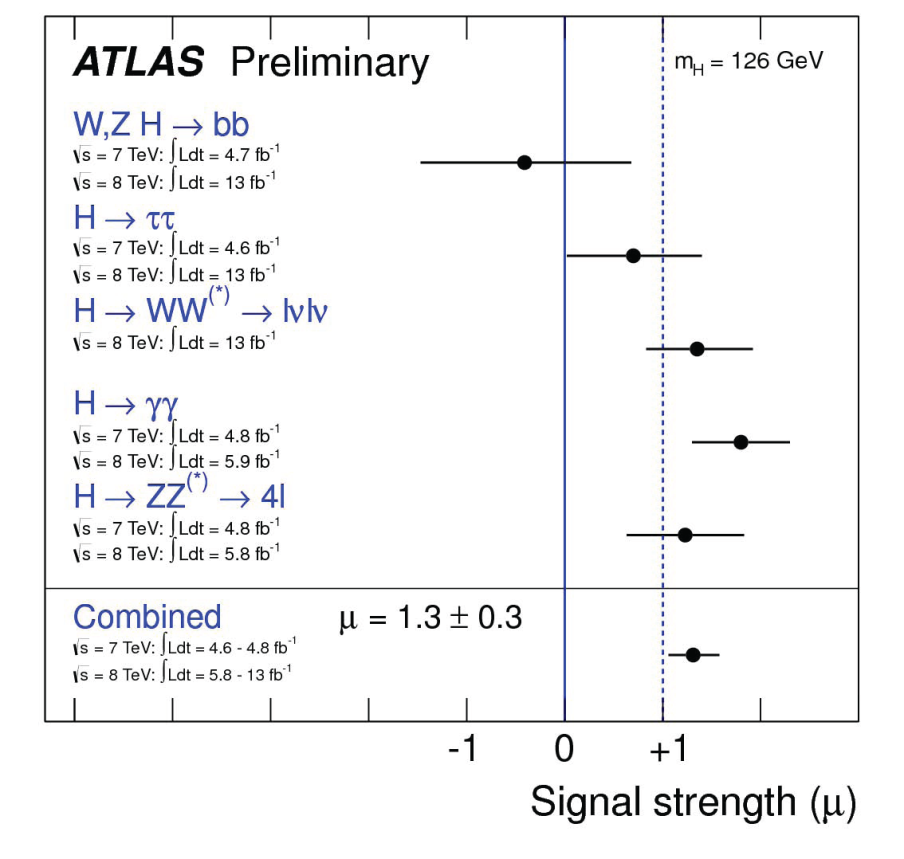 ATLAS Preliminary
m_H = 126 GeV
W,Z H → bb
√s = 7 TeV: ∫Ldt = 4.7 fb⁻¹
√s = 8 TeV: ∫Ldt = 13 fb⁻¹
H → ττ
√s = 7 TeV: ∫Ldt = 4.6 fb⁻¹
√s = 8 TeV: ∫Ldt = 13 fb⁻¹
H → WW⁽*⁾ → lνlν
√s = 8 TeV: ∫Ldt = 13 fb⁻¹
H → γγ
√s = 7 TeV: ∫Ldt = 4.8 fb⁻¹
√s = 8 TeV: ∫Ldt = 5.9 fb⁻¹
H → ZZ⁽*⁾ → 4l
√s = 7 TeV: ∫Ldt = 4.8 fb⁻¹
√s = 8 TeV: ∫Ldt = 5.8 fb⁻¹
Combined
μ = 1.3 ± 0.3
√s = 7 TeV: ∫Ldt = 4.6 - 4.8 fb⁻¹
√s = 8 TeV: ∫Ldt = 5.8 - 13 fb⁻¹
-1 0 +1
Signal strength (μ)